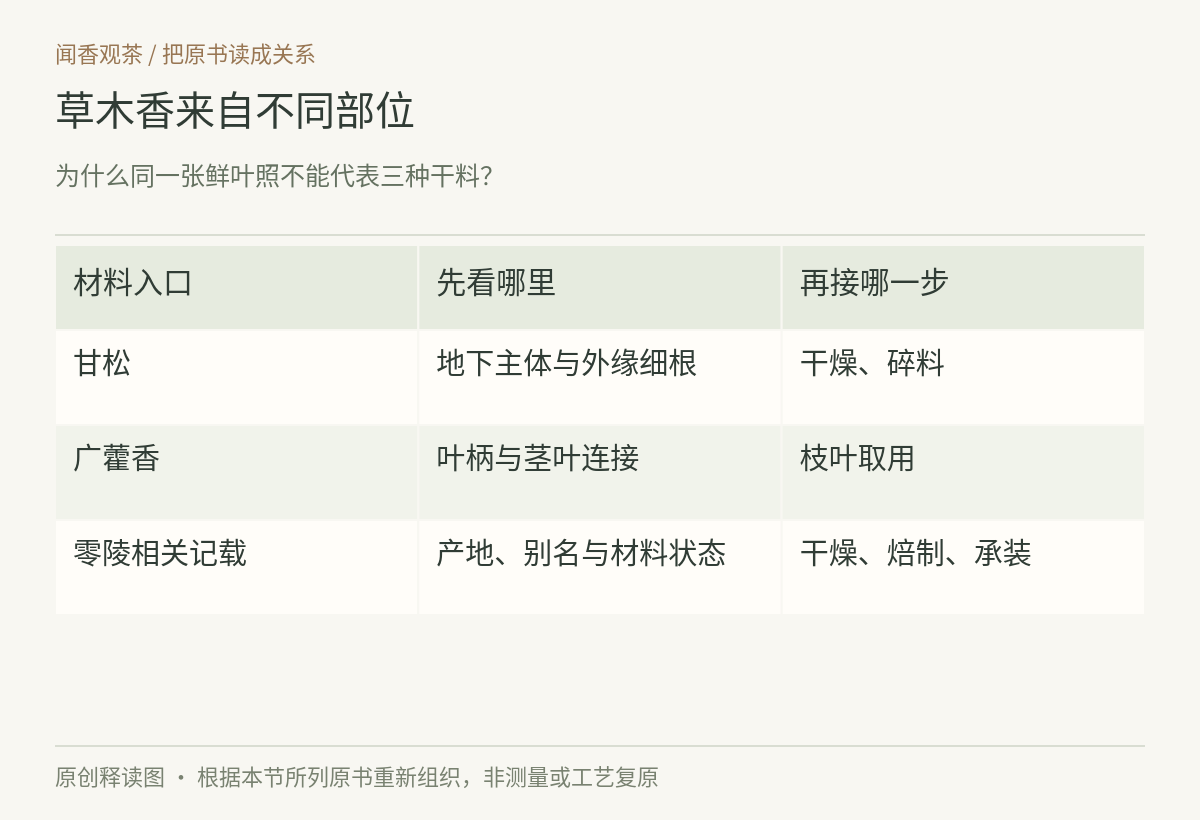 闻香观茶 / 把原书读成关系
草木香来自不同部位
为什么同一张鲜叶照不能代表三种干料？
材料入口 先看哪里 再接哪一步
甘松 地下主体与外缘细根 干燥、碎料
广藿香 叶柄与茎叶连接 枝叶取用
零陵相关记载 产地、别名与材料状态 干燥、焙制、承装
原创释读图 · 根据本节所列原书重新组织，非测量或工艺复原